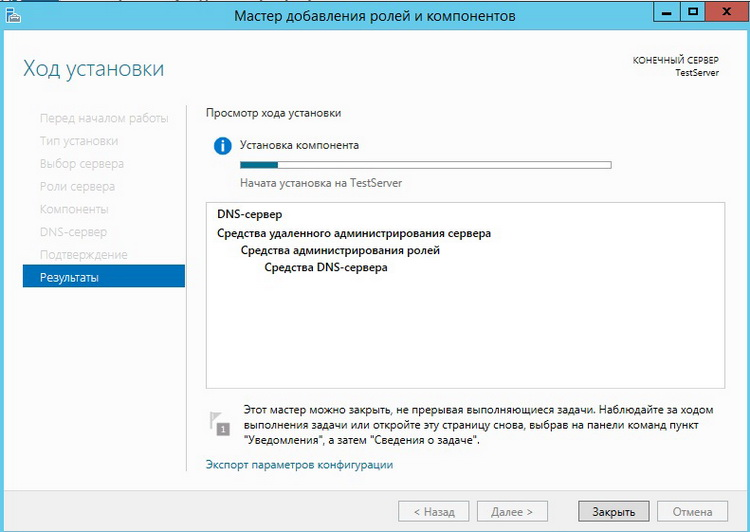 Мастер добавления ролей и компонентов
Ход установки
КОНЕЧНЫЙ СЕРВЕР
TestServer
Перед началом работы
Тип установки
Выбор сервера
Роли сервера
Компоненты
DNS-сервер
Подтверждение
Результаты
Просмотр хода установки
Установка компонента
Начата установка на TestServer
DNS-сервер
Средства удаленного администрирования сервера
Средства администрирования ролей
Средства DNS-сервера
1
Этот мастер можно закрыть, не прерывая выполняющиеся задачи. Наблюдайте за ходом
выполнения задачи или откройте эту страницу снова, выбрав на панели команд пункт
"Уведомления", а затем "Сведения о задаче".
Экспорт параметров конфигурации
< Назад
Далее >
Закрыть
Отмена